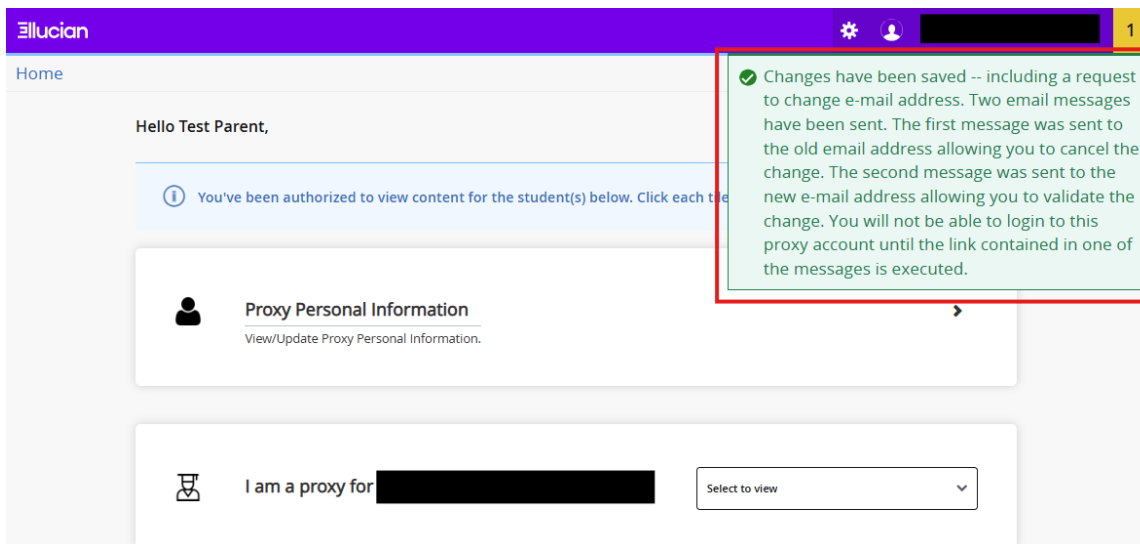 ellucian
1
Home
Changes have been saved -- including a request
to change e-mail address. Two email messages
have been sent. The first message was sent to
the old email address allowing you to cancel the
change. The second message was sent to the
new e-mail address allowing you to validate the
change. You will not be able to login to this
proxy account until the link contained in one of
the messages is executed.
Hello Test Parent,
You've been authorized to view content for the student(s) below. Click each
Proxy Personal Information
View/Update Proxy Personal Information.
I am a proxy for
Select to view